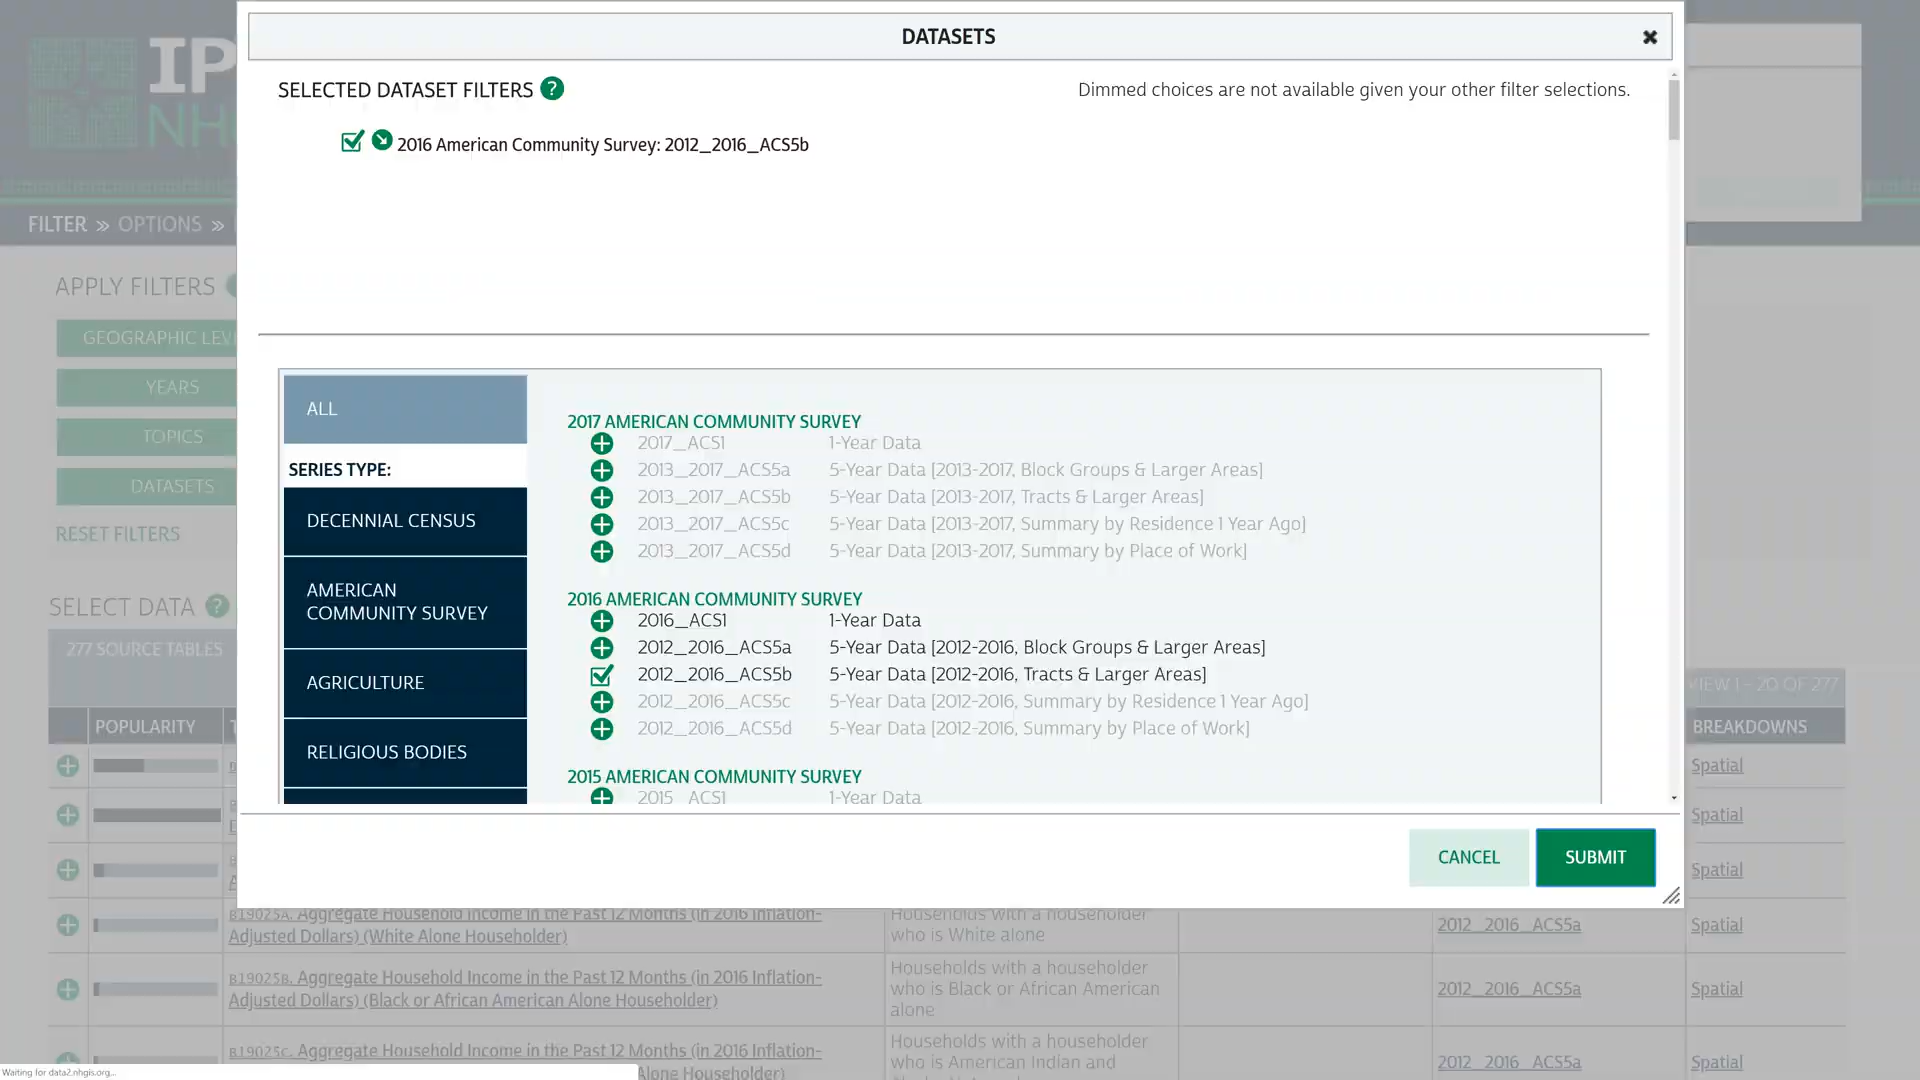 DATASETS
SELECTED DATASET FILTERS ?
Dimmed choices are not available given your other filter selections.
2016 American Community Survey: 2012_2016_ACS5b
FILTER » OPTIONS »
APPLY FILTERS
GEOGRAPHIC LEV
YEARS
TOPICS
DATASETS
RESET FILTERS
SELECT DATA ?
277 SOURCE TABLES
VIEW 1 - 20 OF 277
POPULARITY
BREAKDOWNS
ALL
SERIES TYPE:
DECENNIAL CENSUS
AMERICAN
COMMUNITY SURVEY
AGRICULTURE
RELIGIOUS BODIES
2017 AMERICAN COMMUNITY SURVEY
2017_ACS1 1-Year Data
2013_2017_ACS5a 5-Year Data [2013-2017, Block Groups & Larger Areas]
2013_2017_ACS5b 5-Year Data [2013-2017, Tracts & Larger Areas]
2013_2017_ACS5c 5-Year Data [2013-2017, Summary by Residence 1 Year Ago]
2013_2017_ACS5d 5-Year Data [2013-2017, Summary by Place of Work]
2016 AMERICAN COMMUNITY SURVEY
2016_ACS1 1-Year Data
2012_2016_ACS5a 5-Year Data [2012-2016, Block Groups & Larger Areas]
2012_2016_ACS5b 5-Year Data [2012-2016, Tracts & Larger Areas]
2012_2016_ACS5c 5-Year Data [2012-2016, Summary by Residence 1 Year Ago]
2012_2016_ACS5d 5-Year Data [2012-2016, Summary by Place of Work]
2015 AMERICAN COMMUNITY SURVEY
2015_ACS1 1-Year Data
CANCEL SUBMIT
Spatial
Spatial
Spatial
B19025A. Aggregate Household Income in the Past 12 Months (in 2016 Inflation-
Adjusted Dollars) (White Alone Householder)
Households with a householder
who is White alone
2012_2016_ACS5a
Spatial
B19025B. Aggregate Household Income in the Past 12 Months (in 2016 Inflation-
Adjusted Dollars) (Black or African American Alone Householder)
Households with a householder
who is Black or African American
alone
2012_2016_ACS5a
Spatial
B19025C. Aggregate Household Income in the Past 12 Months (in 2016 Inflation-
Alone Householder)
Households with a householder
who is American Indian and
2012_2016_ACS5a
Spatial
Waiting for data2.nhgis.org...